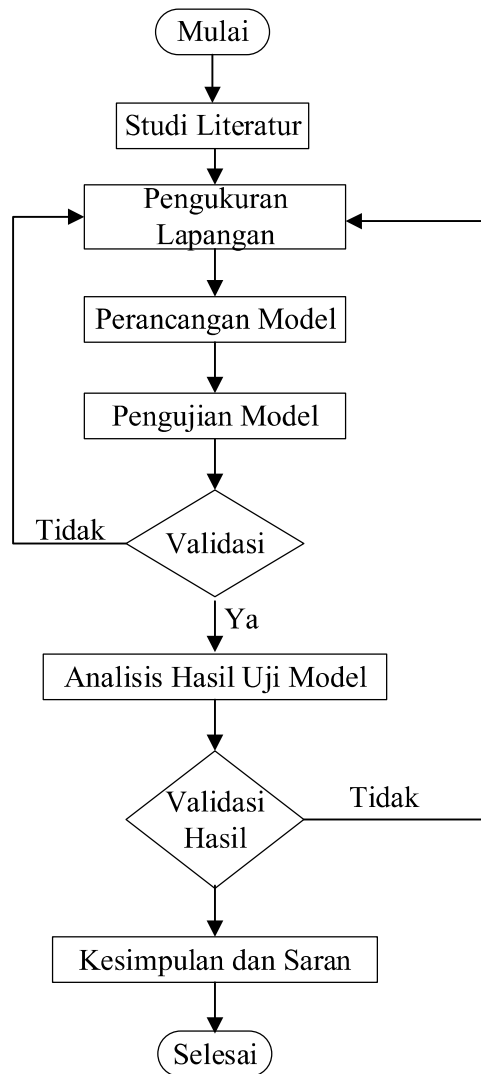 Mulai
Studi Literatur
Pengukuran
Lapangan
Perancangan Model
Pengujian Model
Tidak
Validasi
Ya
Analisis Hasil Uji Model
Validasi
Hasil
Tidak
Kesimpulan dan Saran
Selesai